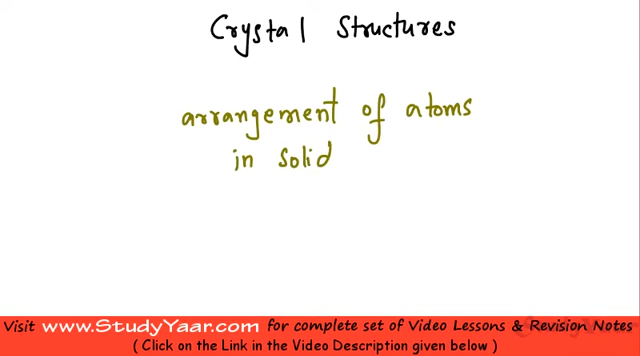 Crystal Structures
arrangement of atoms
in solid
Visit www.StudyYaar.com for complete set of Video Lessons & Revision Notes
( Click on the Link in the Video Description given below )